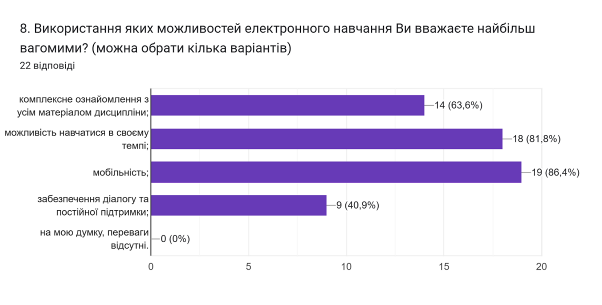 8. Використання яких можливостей електронного навчання Ви вважаєте найбільш
вагомими? (можна обрати кілька варіантів)
22 відповіді
комплексне ознайомлення з
усім матеріалом дисципліни;
14 (63,6%)
можливість навчатися в своєму
темпі;
18 (81,8%)
мобільність;
19 (86,4%)
забезпечення діалогу та
постійної підтримки;
9 (40,9%)
на мою думку, переваги
відсутні.
0 (0%)
0 5 10 15 20